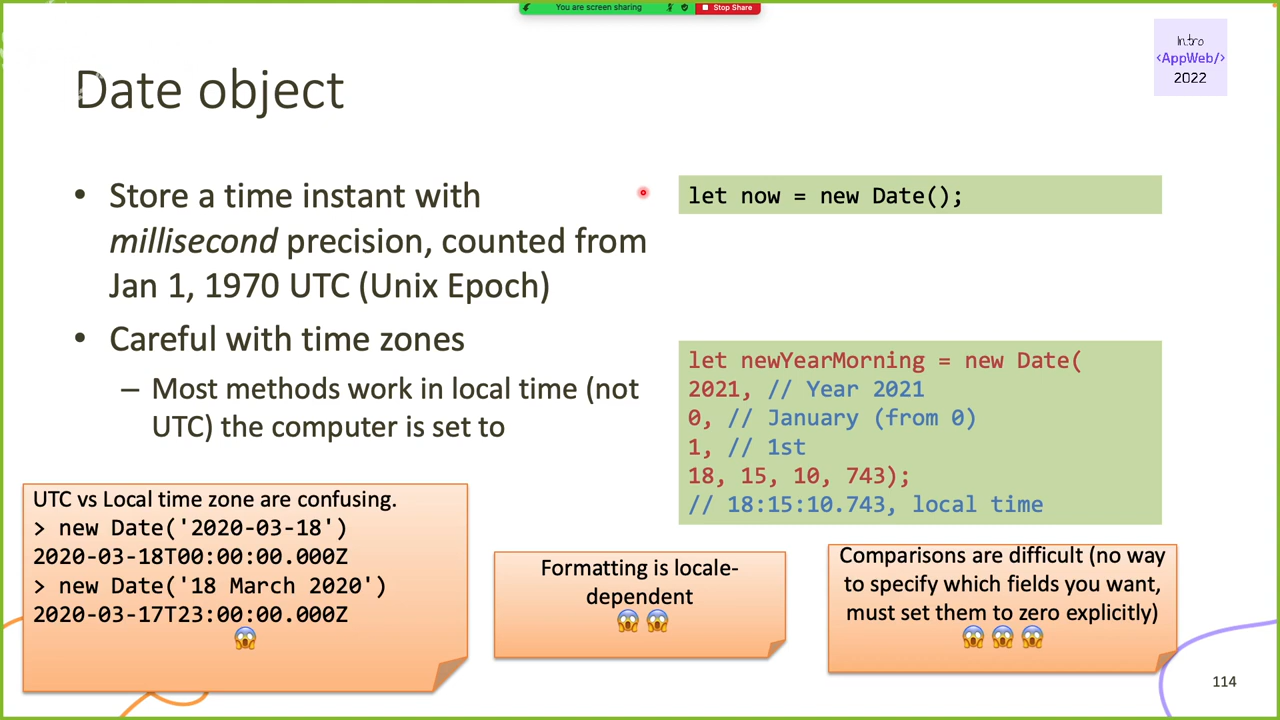 You are screen sharing
Stop Share
Intro
<AppWeb/>
2022
Date object
• Store a time instant with
millisecond precision, counted from
Jan 1, 1970 UTC (Unix Epoch)
• Careful with time zones
– Most methods work in local time (not
UTC) the computer is set to
let now = new Date();
let newYearMorning = new Date(
2021, // Year 2021
0, // January (from 0)
1, // 1st
18, 15, 10, 743);
// 18:15:10.743, local time
UTC vs Local time zone are confusing.
> new Date('2020-03-18')
2020-03-18T00:00:00.000Z
> new Date('18 March 2020')
2020-03-17T23:00:00.000Z
😱
Formatting is locale-
dependent
😱 😱
Comparisons are difficult (no way
to specify which fields you want,
must set them to zero explicitly)
😱 😱 😱
114